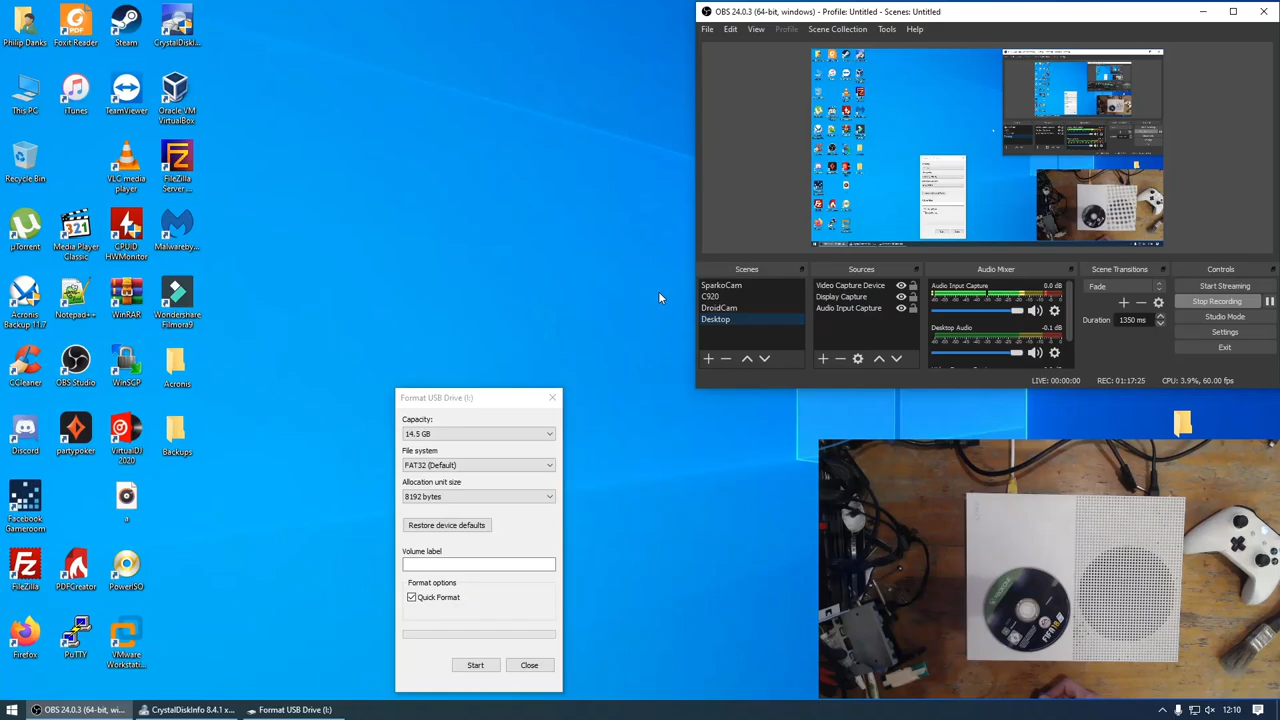 Philip Danks
Foxit Reader
Steam
CrystalDiskI...
This PC
iTunes
TeamViewer
Oracle VM
VirtualBox
Recycle Bin
VLC media
player
FileZilla
Server ...
µTorrent
Media Player
Classic
CPUID
HWMonitor
Malwareby...
Acronis
Backup 11.7
Notepad++
WinRAR
Wondershare
Filmora9
CCleaner
OBS Studio
WinSCP
Acronis
Discord
partypoker
VirtualDJ
2020
Backups
Facebook
Gameroom
a
FileZilla
PDFCreator
PowerISO
Firefox
PuTTY
VMware
Workstati...
OBS 24.0.3 (64-bit, windows) - Profile: Untitled - Scenes: Untitled
File Edit View Profile Scene Collection Tools Help
Scenes
SparkoCam
C920
DroidCam
Desktop
Sources
Video Capture Device
Display Capture
Audio Input Capture
Audio Mixer
Audio Input Capture 0.0 dB
Desktop Audio -0.1 dB
Scene Transitions
Fade
Duration 1350 ms
Controls
Start Streaming
Stop Recording
Studio Mode
Settings
Exit
LIVE: 00:00:00 REC: 01:17:25 CPU: 3.9%, 60.00 fps
Format USB Drive (I:)
Capacity:
14.5 GB
File system
FAT32 (Default)
Allocation unit size
8192 bytes
Restore device defaults
Volume label
Format options
Quick Format
Start Close
FIFA 18
OBS 24.0.3 (64-bit, wi...
CrystalDiskInfo 8.4.1 x...
Format USB Drive (I:)
12:10